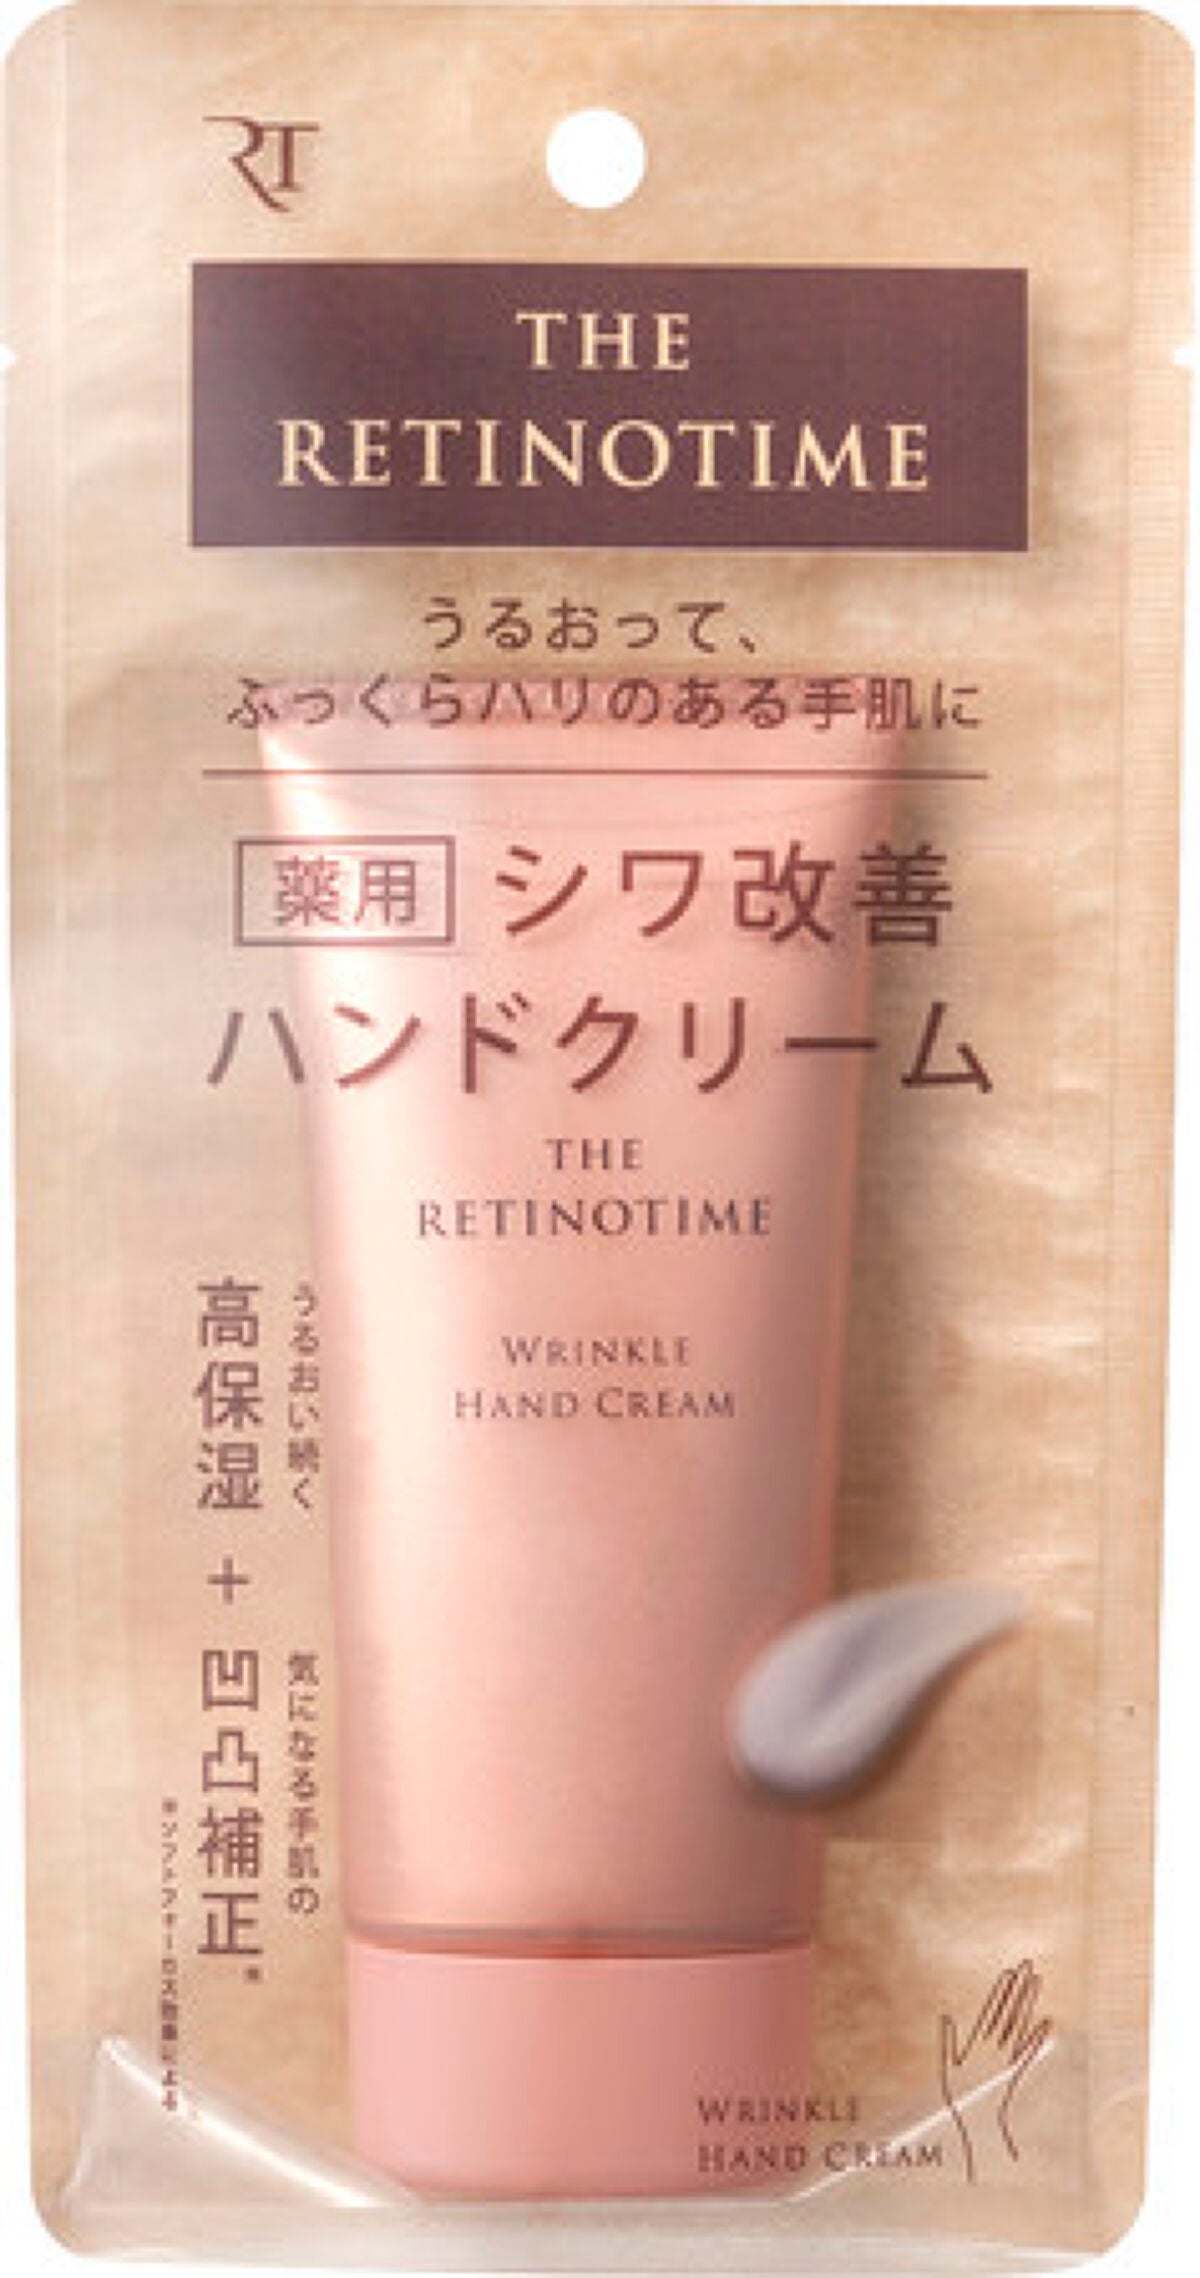 RT
THE
RETINOTIME
うるおって、
ふっくらハリのある手肌に
薬用 シワ改善
ハンドクリーム
THE
RETINOTIME
WRINKLE
HAND CREAM
うるおい続く
高保湿
+
気になる手肌の
凹凸補正。※
WRINKLE
HAND CREAM